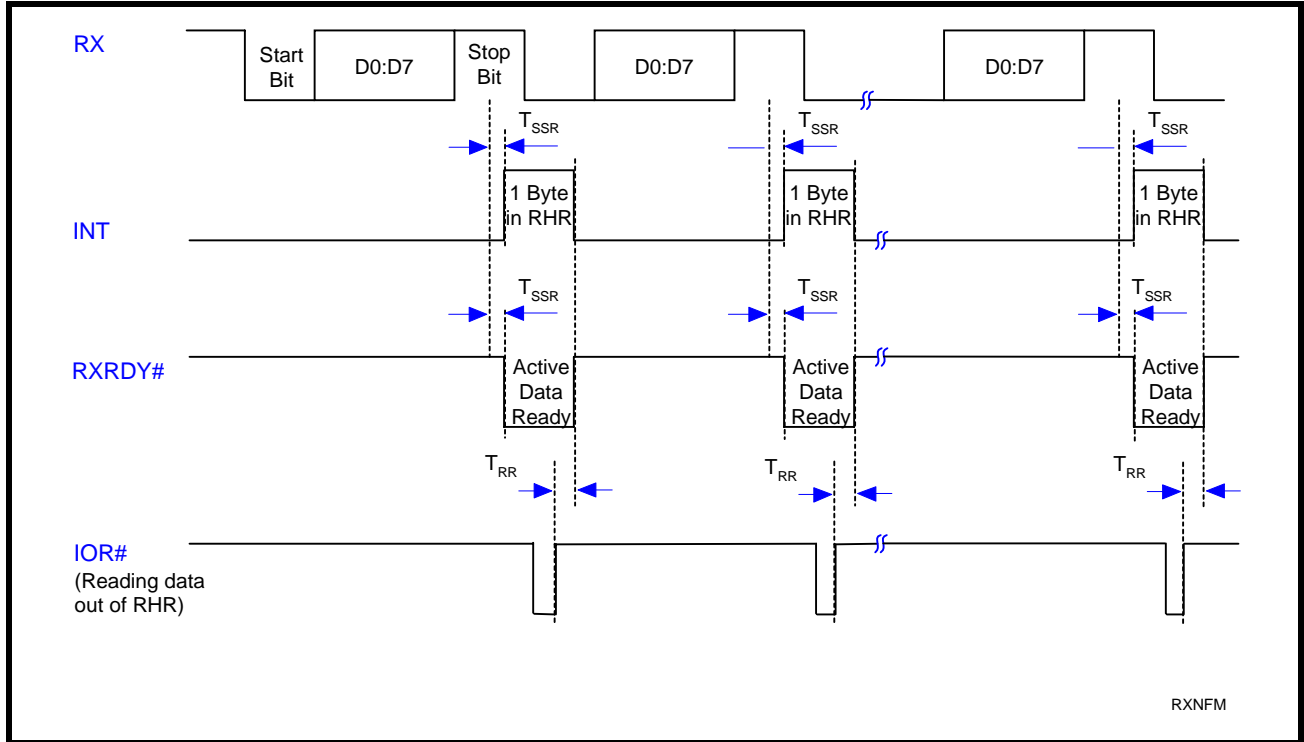 RX
Start
Bit
D0:D7
Stop
Bit
D0:D7
D0:D7
TSSR
TSSR
TSSR
INT
1 Byte
in RHR
1 Byte
in RHR
1 Byte
in RHR
TSSR
TSSR
TSSR
RXRDY#
Active
Data
Ready
Active
Data
Ready
Active
Data
Ready
TRR
TRR
TRR
IOR#
(Reading data
out of RHR)
RXNFM